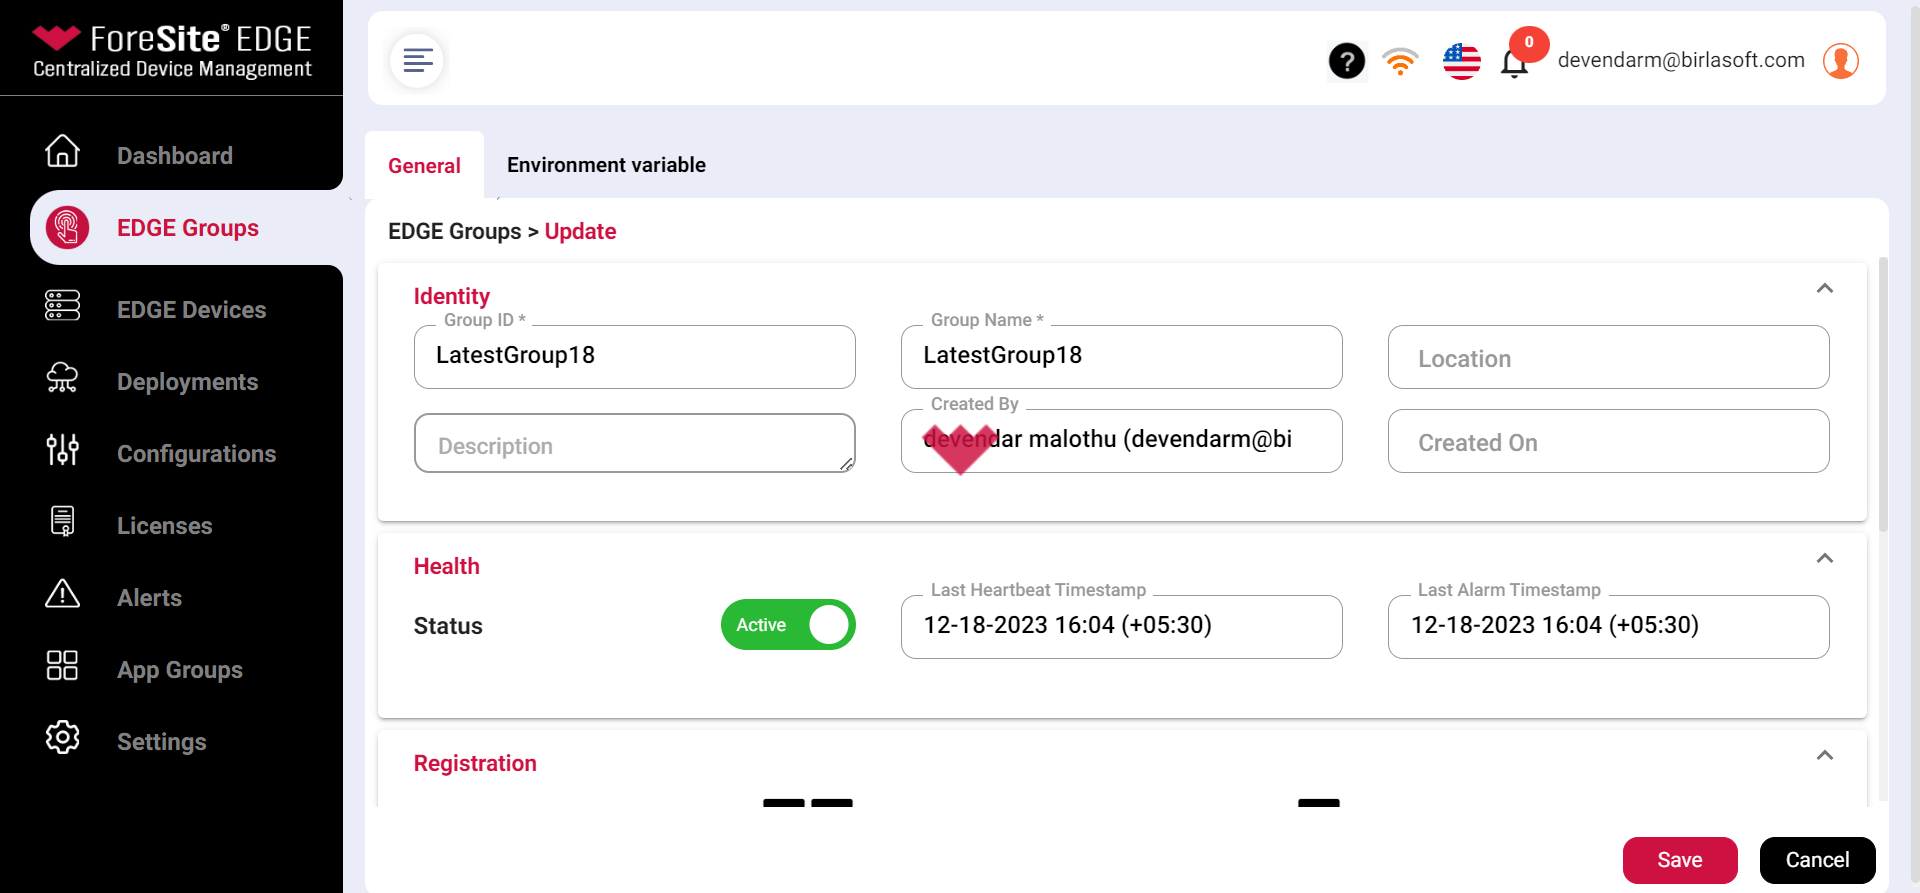 ForeSite® EDGE
Centralized Device Management
Dashboard
EDGE Groups
EDGE Devices
Deployments
Configurations
Licenses
Alerts
App Groups
Settings
?
0
devendarm@birlasoft.com
General
Environment variable
EDGE Groups > Update
Identity
Group ID *
LatestGroup18
Group Name *
LatestGroup18
Location
Description
Created By
devendar malothu (devendarm@bi
Created On
Health
Status
Active
Last Heartbeat Timestamp
12-18-2023 16:04 (+05:30)
Last Alarm Timestamp
12-18-2023 16:04 (+05:30)
Registration
Save
Cancel